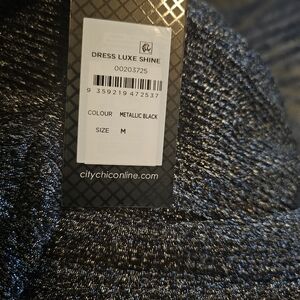 DRESS LUXE SHINE
00203725
9 359219 472537
COLOUR METALLIC BLACK
SIZE M
citychiconline.com